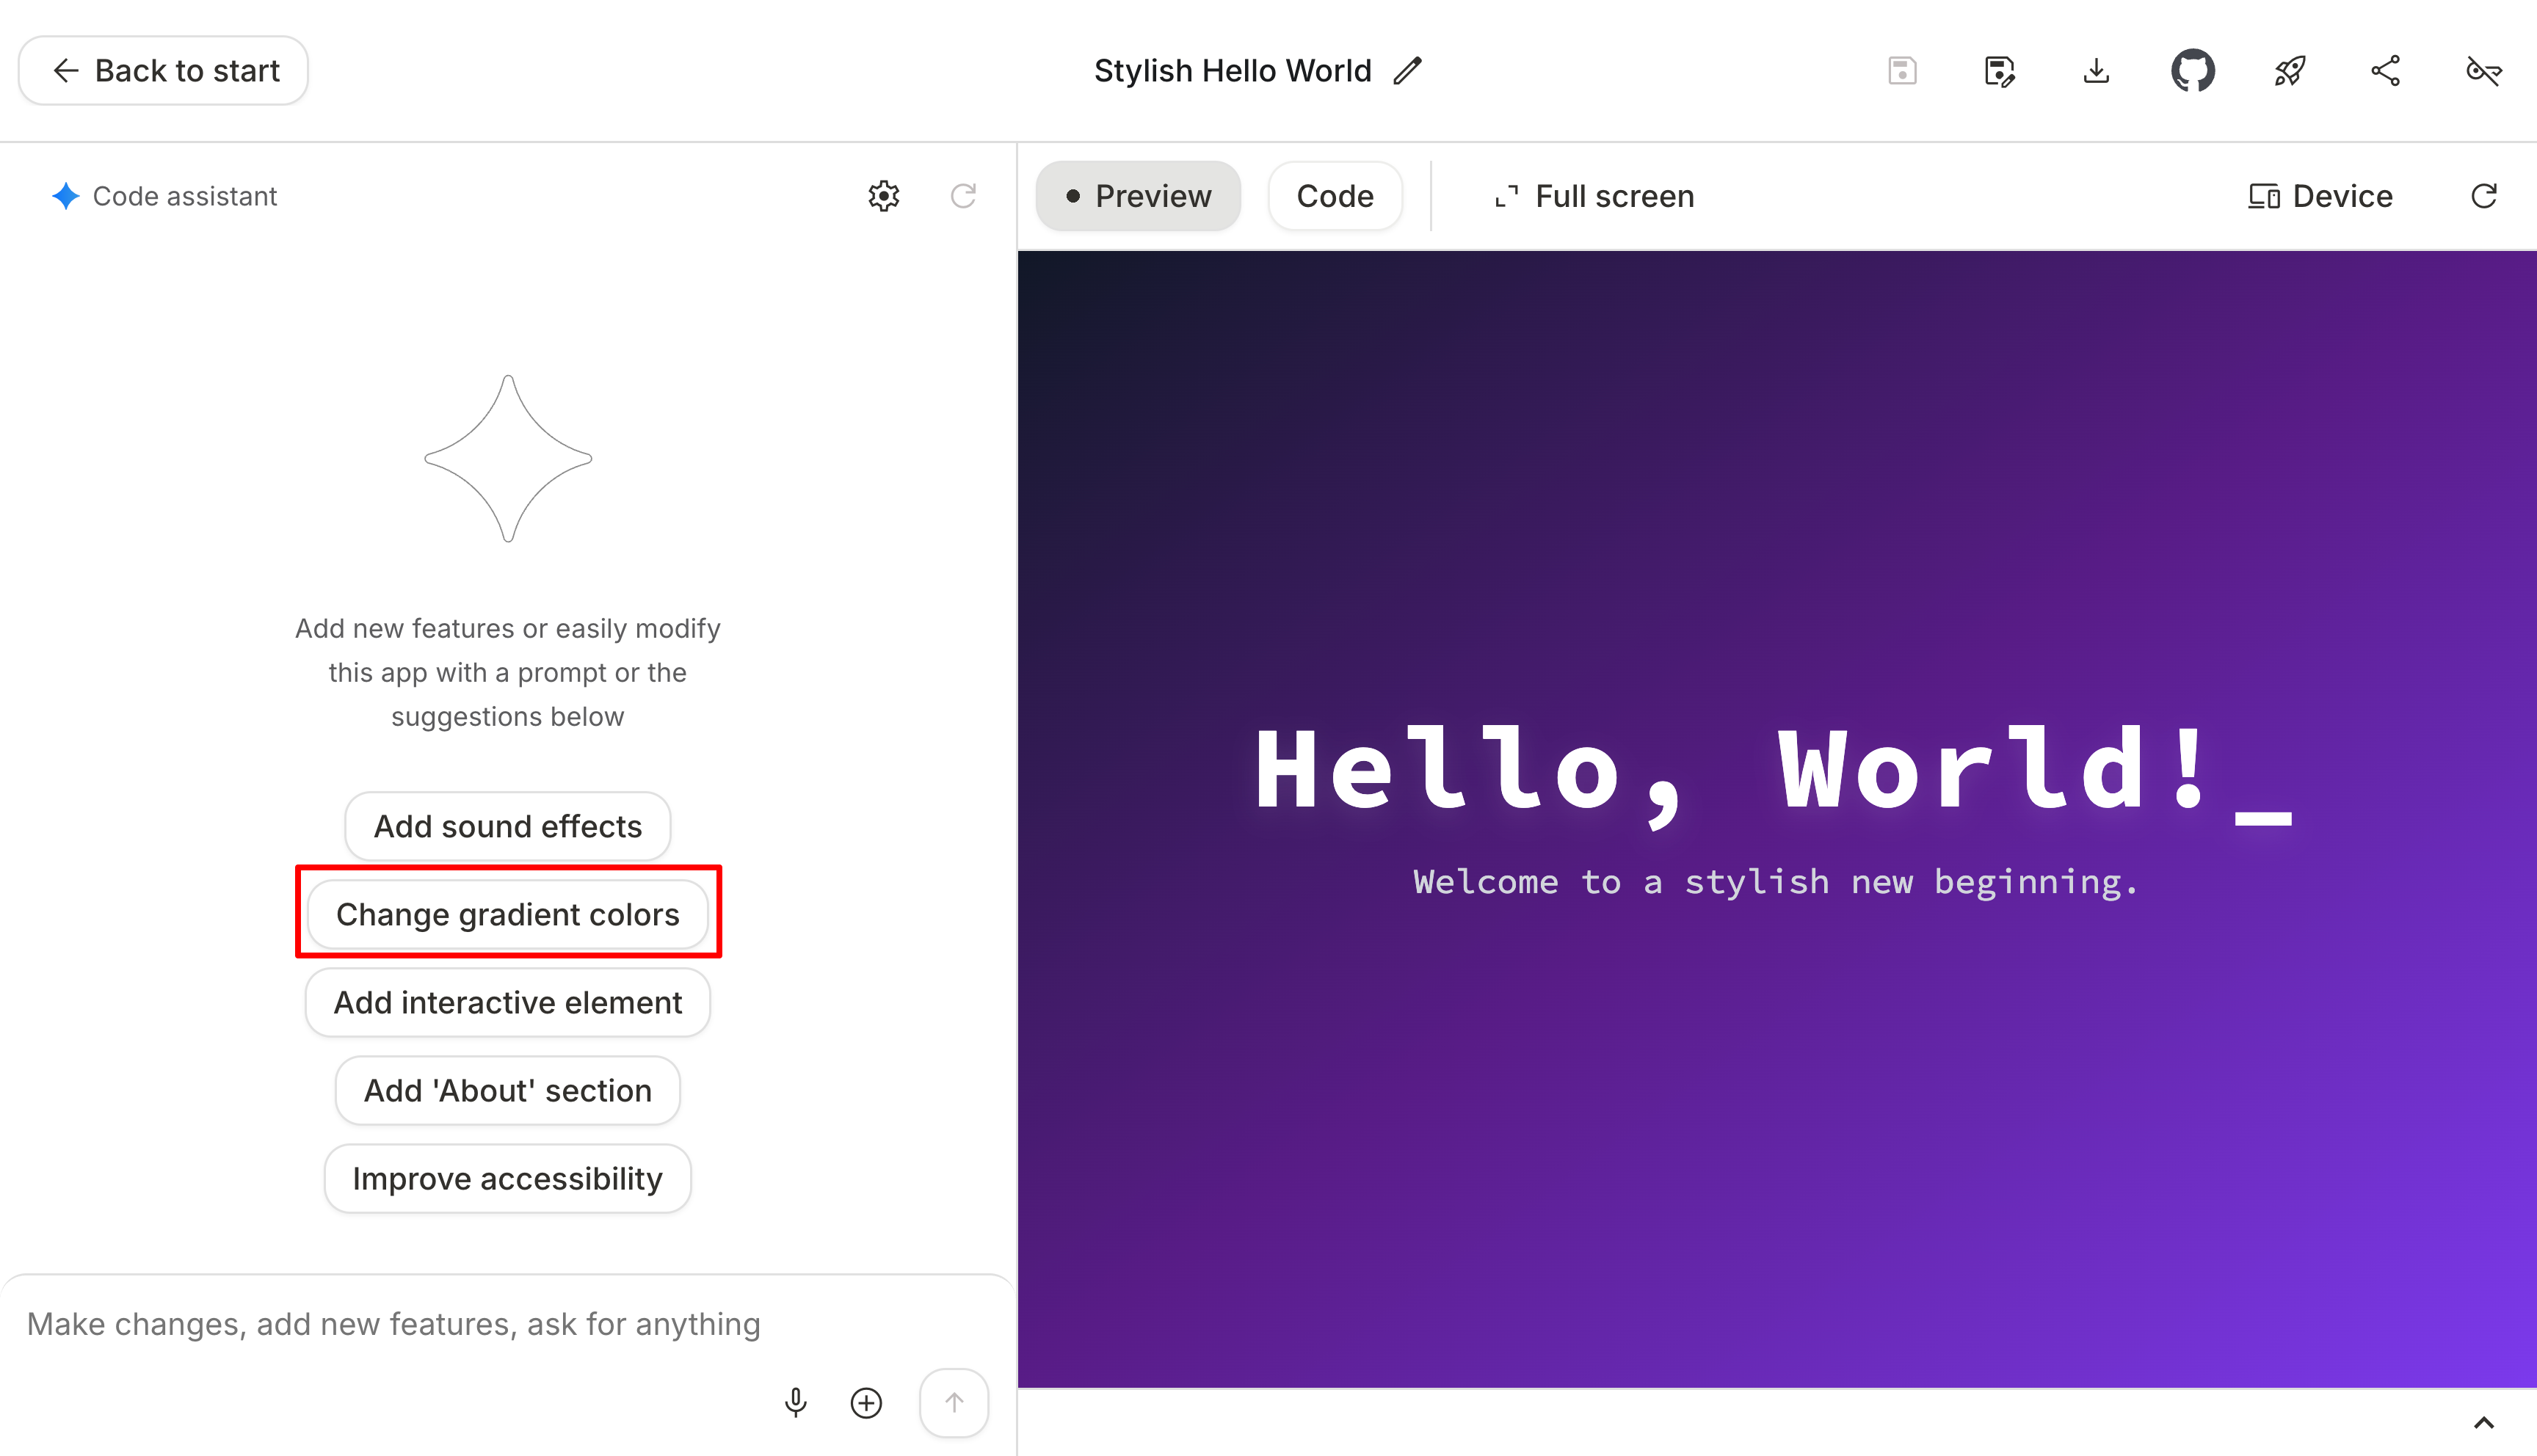 Back to start
Stylish Hello World
Code assistant
Preview
Code
Full screen
Device
Add new features or easily modify
this app with a prompt or the
suggestions below
Add sound effects
Change gradient colors
Add interactive element
Add 'About' section
Improve accessibility
Make changes, add new features, ask for anything
Hello, World!_
Welcome to a stylish new beginning.